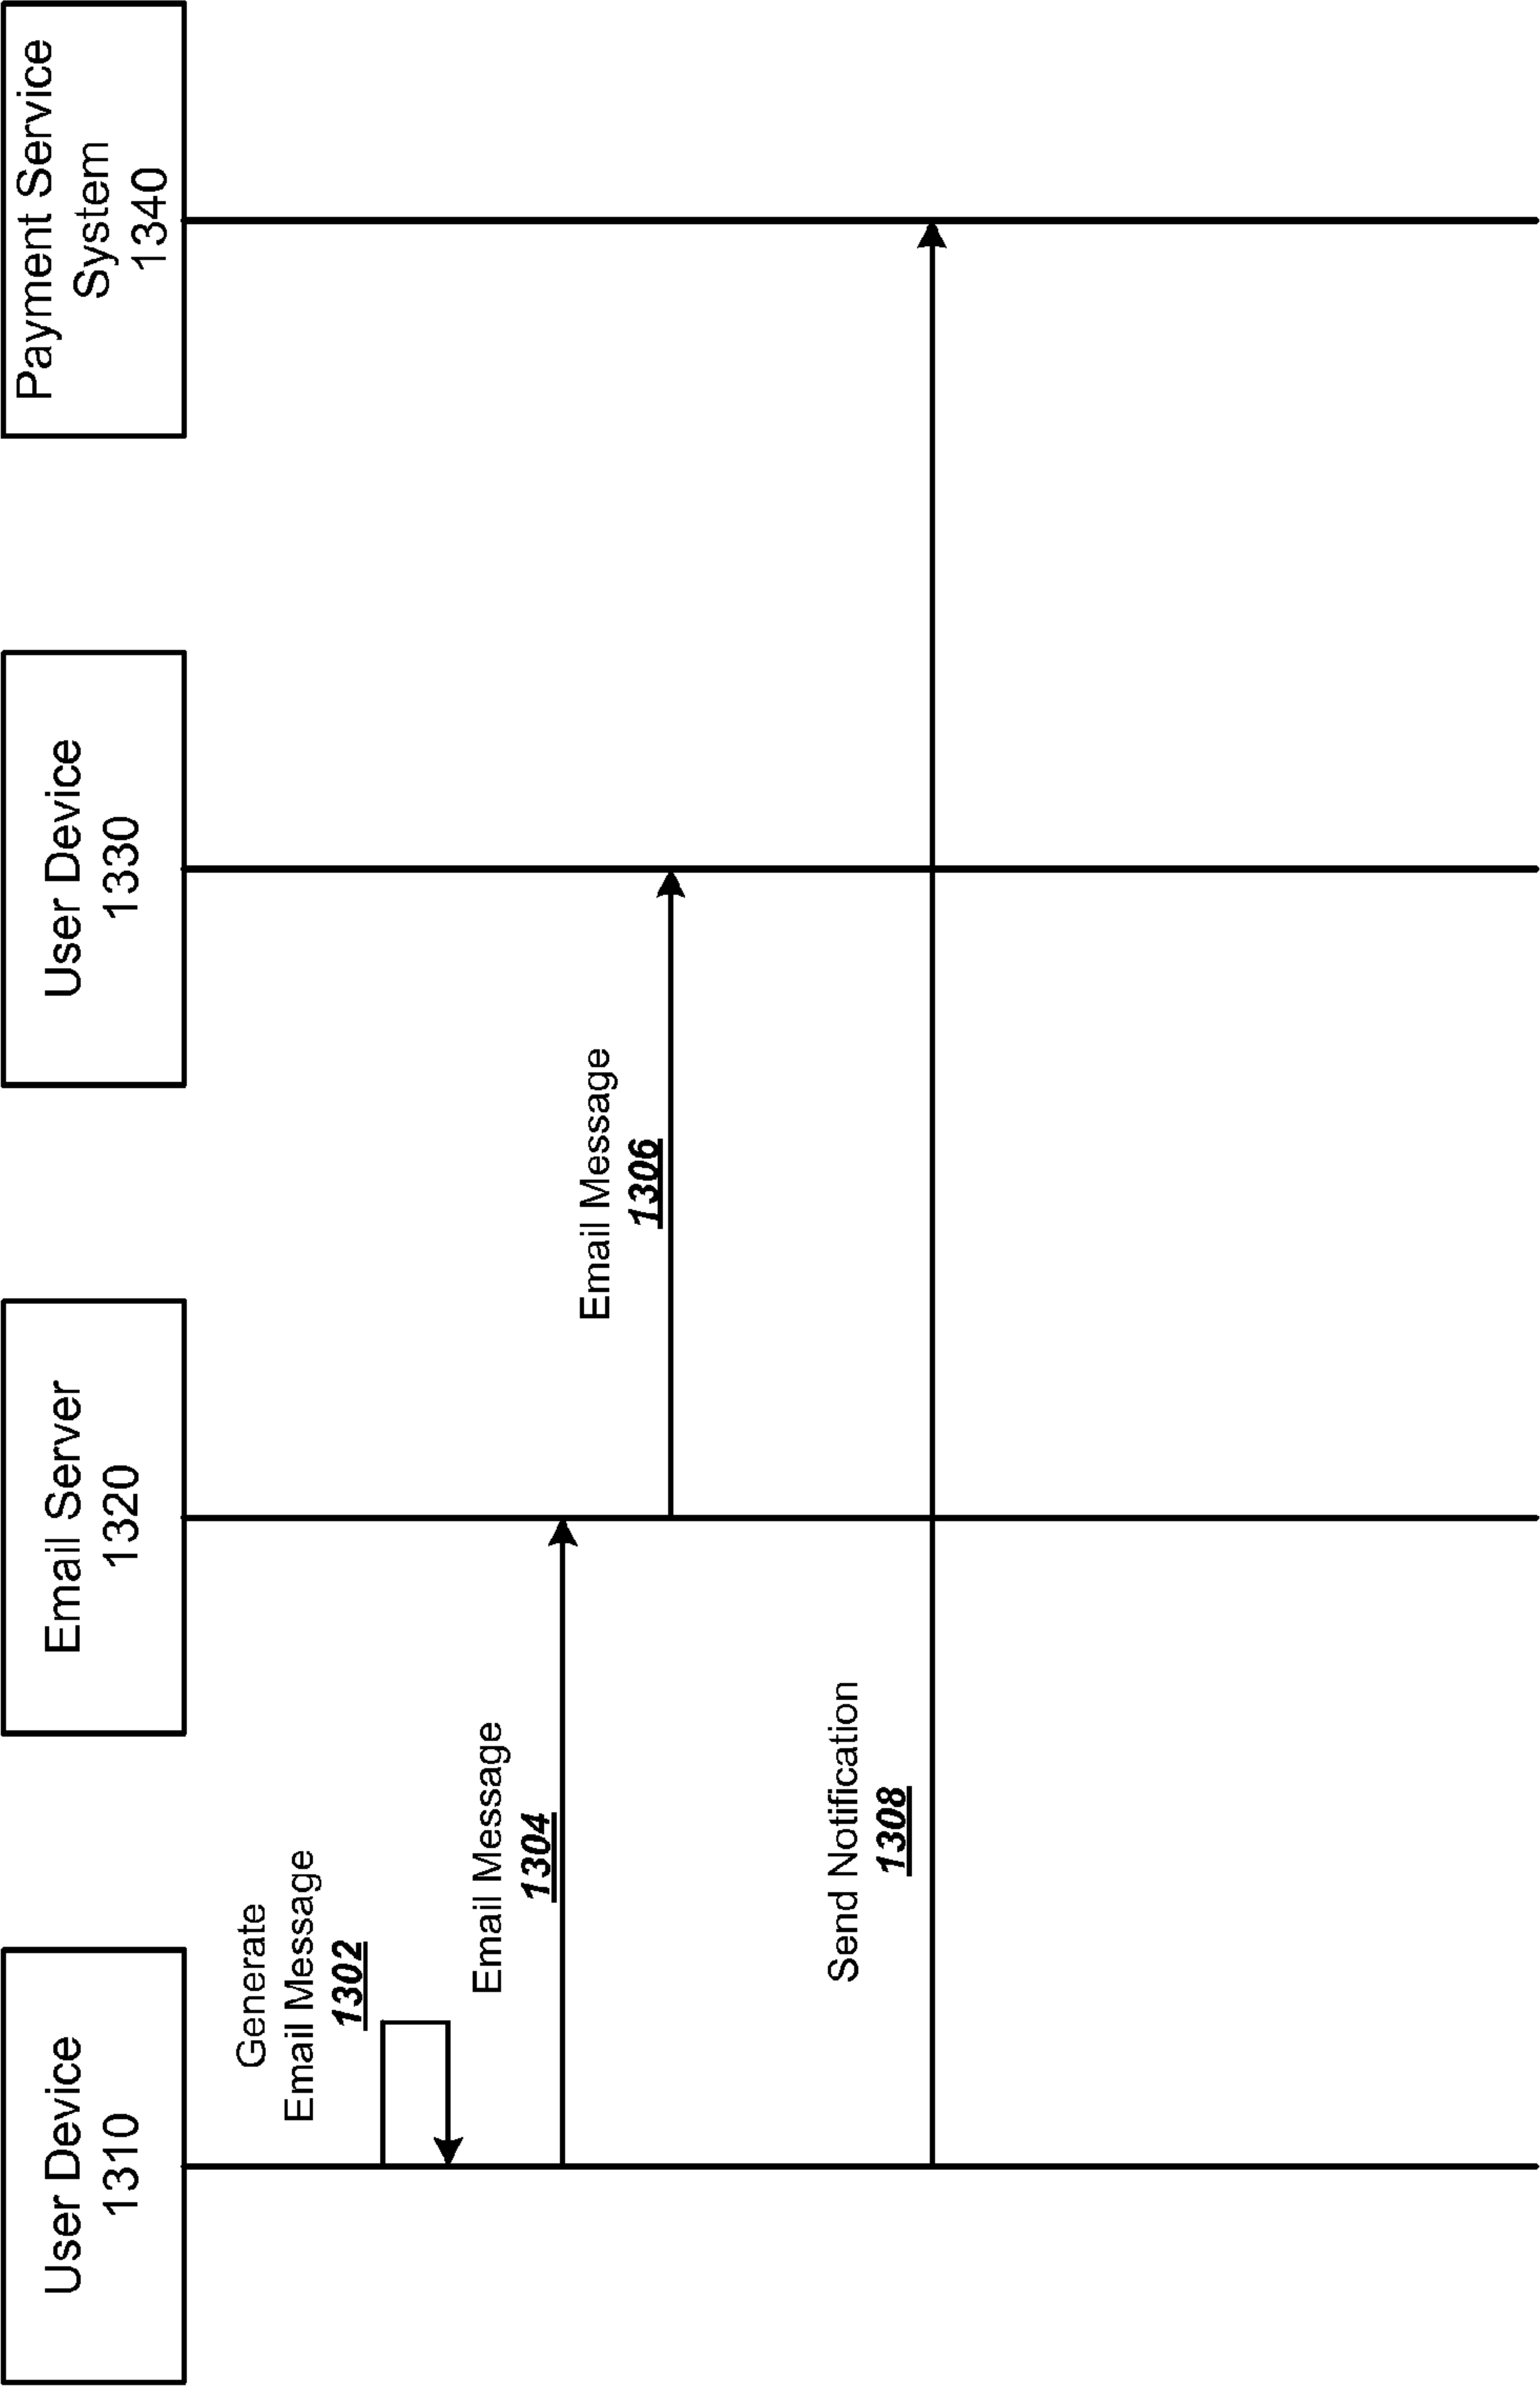 User Device
1310
Email Server
1320
User Device
1330
Payment Service
System
1340
Generate
Email Message
1302
Email Message
1304
Email Message
1306
Send Notification
1308